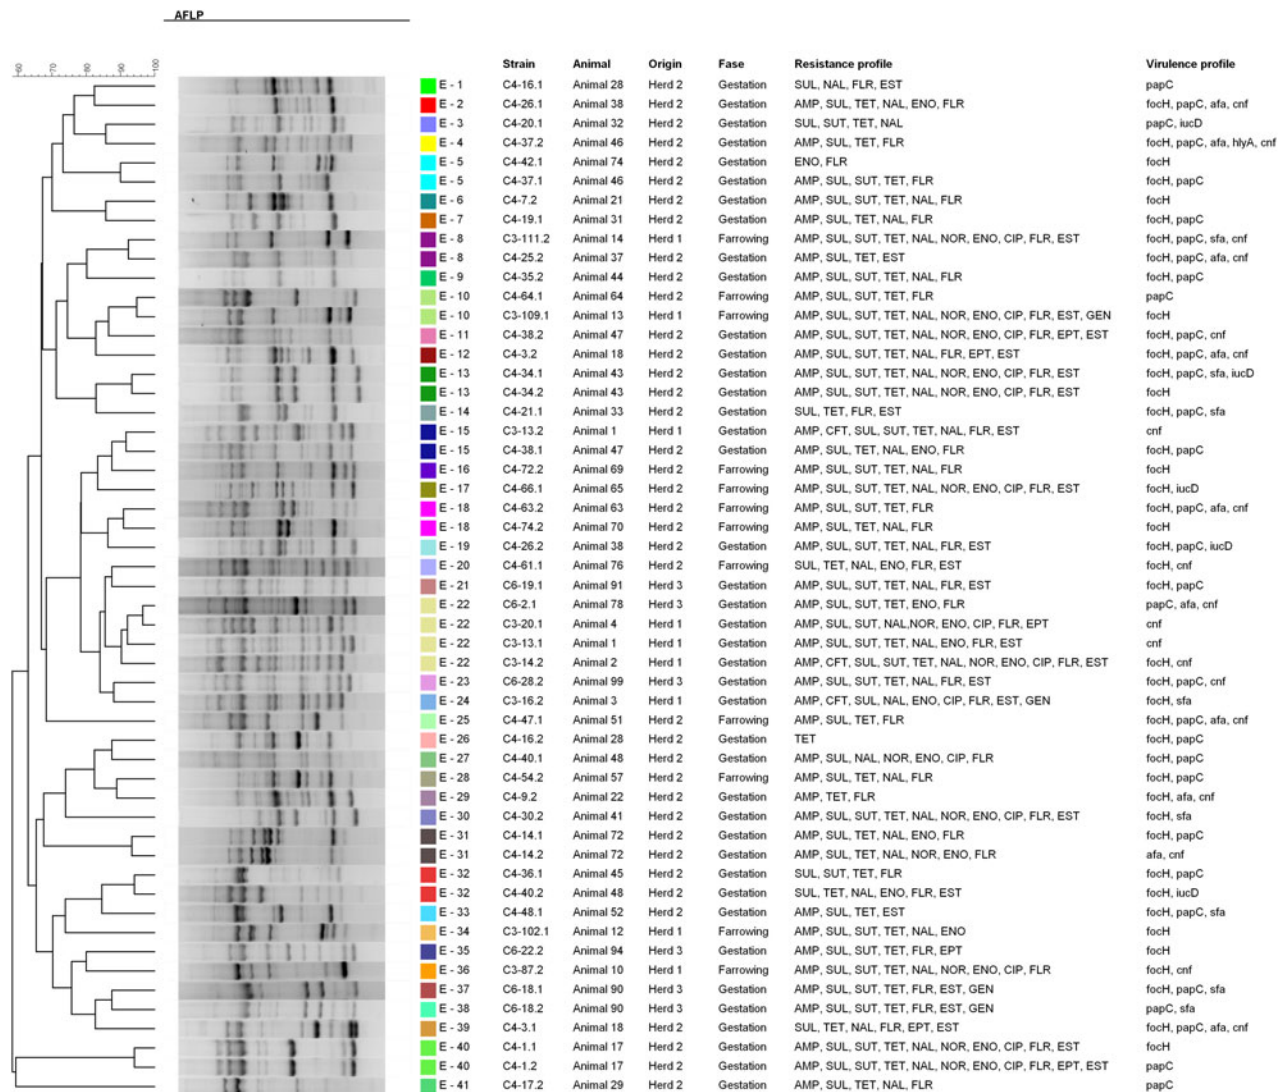 AFLP
60 70 80 90 100
Strain Animal Origin Fase Resistance profile Virulence profile
E - 1 C4-16.1 Animal 28 Herd 2 Gestation SUL, NAL, FLR, EST papC
E - 2 C4-26.1 Animal 38 Herd 2 Gestation AMP, SUL, TET, NAL, ENO, FLR focH, papC, afa, cnf
E - 3 C4-20.1 Animal 32 Herd 2 Gestation SUL, SUT, TET, NAL papC, iucD
E - 4 C4-37.2 Animal 46 Herd 2 Gestation AMP, SUL, TET, FLR focH, papC, afa, hlyA, cnf
E - 5 C4-42.1 Animal 74 Herd 2 Gestation ENO, FLR focH
E - 5 C4-37.1 Animal 46 Herd 2 Gestation AMP, SUL, SUT, TET, FLR focH, papC
E - 6 C4-7.2 Animal 21 Herd 2 Gestation AMP, SUL, SUT, TET, NAL, FLR focH
E - 7 C4-19.1 Animal 31 Herd 2 Gestation AMP, SUL, TET, NAL, FLR focH, papC
E - 8 C3-111.2 Animal 14 Herd 1 Farrowing AMP, SUL, SUT, TET, NAL, NOR, ENO, CIP, FLR, EST focH, papC, sfa, cnf
E - 8 C4-25.2 Animal 37 Herd 2 Gestation AMP, SUL, TET, EST focH, papC, afa, cnf
E - 9 C4-35.2 Animal 44 Herd 2 Gestation AMP, SUL, SUT, TET, NAL, FLR focH, papC
E - 10 C4-64.1 Animal 64 Herd 2 Farrowing AMP, SUL, SUT, TET, FLR papC
E - 10 C3-109.1 Animal 13 Herd 1 Farrowing AMP, SUL, SUT, TET, NAL, NOR, ENO, CIP, FLR, EST, GEN focH
E - 11 C4-38.2 Animal 47 Herd 2 Gestation AMP, SUL, SUT, TET, NAL, NOR, ENO, CIP, FLR, EPT, EST focH, papC, cnf
E - 12 C4-3.2 Animal 18 Herd 2 Gestation AMP, SUL, SUT, TET, NAL, FLR, EPT, EST focH, papC, afa, cnf
E - 13 C4-34.1 Animal 43 Herd 2 Gestation AMP, SUL, SUT, TET, NAL, NOR, ENO, CIP, FLR, EST focH, papC, sfa, iucD
E - 13 C4-34.2 Animal 43 Herd 2 Gestation AMP, SUL, SUT, TET, NAL, NOR, ENO, CIP, FLR, EST focH
E - 14 C4-21.1 Animal 33 Herd 2 Gestation SUL, TET, FLR, EST focH, papC, sfa
E - 15 C3-13.2 Animal 1 Herd 1 Gestation AMP, CFT, SUL, SUT, TET, NAL, FLR, EST cnf
E - 15 C4-38.1 Animal 47 Herd 2 Gestation AMP, SUL, TET, NAL, ENO, FLR focH, papC
E - 16 C4-72.2 Animal 69 Herd 2 Farrowing AMP, SUL, SUT, TET, NAL, FLR focH
E - 17 C4-66.1 Animal 65 Herd 2 Farrowing AMP, SUL, SUT, TET, NAL, NOR, ENO, CIP, FLR, EST focH, iucD
E - 18 C4-63.2 Animal 63 Herd 2 Farrowing AMP, SUL, SUT, TET, FLR focH, papC, afa, cnf
E - 18 C4-74.2 Animal 70 Herd 2 Farrowing AMP, SUL, TET, NAL, FLR focH
E - 19 C4-26.2 Animal 38 Herd 2 Gestation AMP, SUL, SUT, TET, NAL, FLR, EST focH, papC, iucD
E - 20 C4-61.1 Animal 76 Herd 2 Farrowing SUL, TET, NAL, ENO, FLR, EST focH, cnf
E - 21 C6-19.1 Animal 91 Herd 3 Gestation AMP, SUL, SUT, TET, NAL, FLR, EST focH, papC
E - 22 C6-2.1 Animal 78 Herd 3 Gestation AMP, SUL, SUT, TET, ENO, FLR papC, afa, cnf
E - 22 C3-20.1 Animal 4 Herd 1 Gestation AMP, SUL, SUT, NAL,NOR, ENO, CIP, FLR, EPT cnf
E - 22 C3-13.1 Animal 1 Herd 1 Gestation AMP, SUL, SUT, TET, NAL, ENO, FLR, EST cnf
E - 22 C3-14.2 Animal 2 Herd 1 Gestation AMP, CFT, SUL, SUT, TET, NAL, NOR, ENO, CIP, FLR, EST focH, cnf
E - 23 C6-28.2 Animal 99 Herd 3 Gestation AMP, SUL, SUT, TET, NAL, FLR, EST focH, papC, cnf
E - 24 C3-16.2 Animal 3 Herd 1 Gestation AMP, CFT, SUL, NAL, ENO, CIP, FLR, EST, GEN focH, sfa
E - 25 C4-47.1 Animal 51 Herd 2 Farrowing AMP, SUL, TET, FLR focH, papC, afa, cnf
E - 26 C4-16.2 Animal 28 Herd 2 Gestation TET focH, papC
E - 27 C4-40.1 Animal 48 Herd 2 Gestation AMP, SUL, NAL, NOR, ENO, CIP, FLR focH, papC
E - 28 C4-54.2 Animal 57 Herd 2 Farrowing AMP, SUL, TET, NAL, FLR focH, papC
E - 29 C4-9.2 Animal 22 Herd 2 Gestation AMP, TET, FLR focH, afa, cnf
E - 30 C4-30.2 Animal 41 Herd 2 Gestation AMP, SUL, SUT, TET, NAL, NOR, ENO, CIP, FLR, EST focH, sfa
E - 31 C4-14.1 Animal 72 Herd 2 Gestation AMP, SUL, TET, NAL, ENO, FLR focH, papC
E - 31 C4-14.2 Animal 72 Herd 2 Gestation AMP, SUL, TET, NAL, NOR, ENO, FLR afa, cnf
E - 32 C4-36.1 Animal 45 Herd 2 Gestation SUL, SUT, TET, FLR focH, papC
E - 32 C4-40.2 Animal 48 Herd 2 Gestation SUL, TET, NAL, ENO, FLR, EST focH, iucD
E - 33 C4-48.1 Animal 52 Herd 2 Gestation AMP, SUL, TET, EST focH, papC, sfa
E - 34 C3-102.1 Animal 12 Herd 1 Farrowing AMP, SUL, SUT, TET, NAL, ENO focH
E - 35 C6-22.2 Animal 94 Herd 3 Gestation AMP, SUL, SUT, TET, FLR, EPT focH
E - 36 C3-87.2 Animal 10 Herd 1 Farrowing AMP, SUL, SUT, TET, NAL, NOR, ENO, CIP, FLR focH, cnf
E - 37 C6-18.1 Animal 90 Herd 3 Gestation AMP, SUL, SUT, TET, FLR, EST, GEN focH, papC, sfa
E - 38 C6-18.2 Animal 90 Herd 3 Gestation AMP, SUL, SUT, TET, FLR, EST, GEN papC, sfa
E - 39 C4-3.1 Animal 18 Herd 2 Gestation SUL, TET, NAL, FLR, EPT, EST focH, papC, afa, cnf
E - 40 C4-1.1 Animal 17 Herd 2 Gestation AMP, SUL, SUT, TET, NAL, NOR, ENO, CIP, FLR, EST focH
E - 40 C4-1.2 Animal 17 Herd 2 Gestation AMP, SUL, SUT, TET, NAL, NOR, ENO, CIP, FLR, EPT, EST papC
E - 41 C4-17.2 Animal 29 Herd 2 Gestation AMP, SUL, TET, NAL, FLR papC